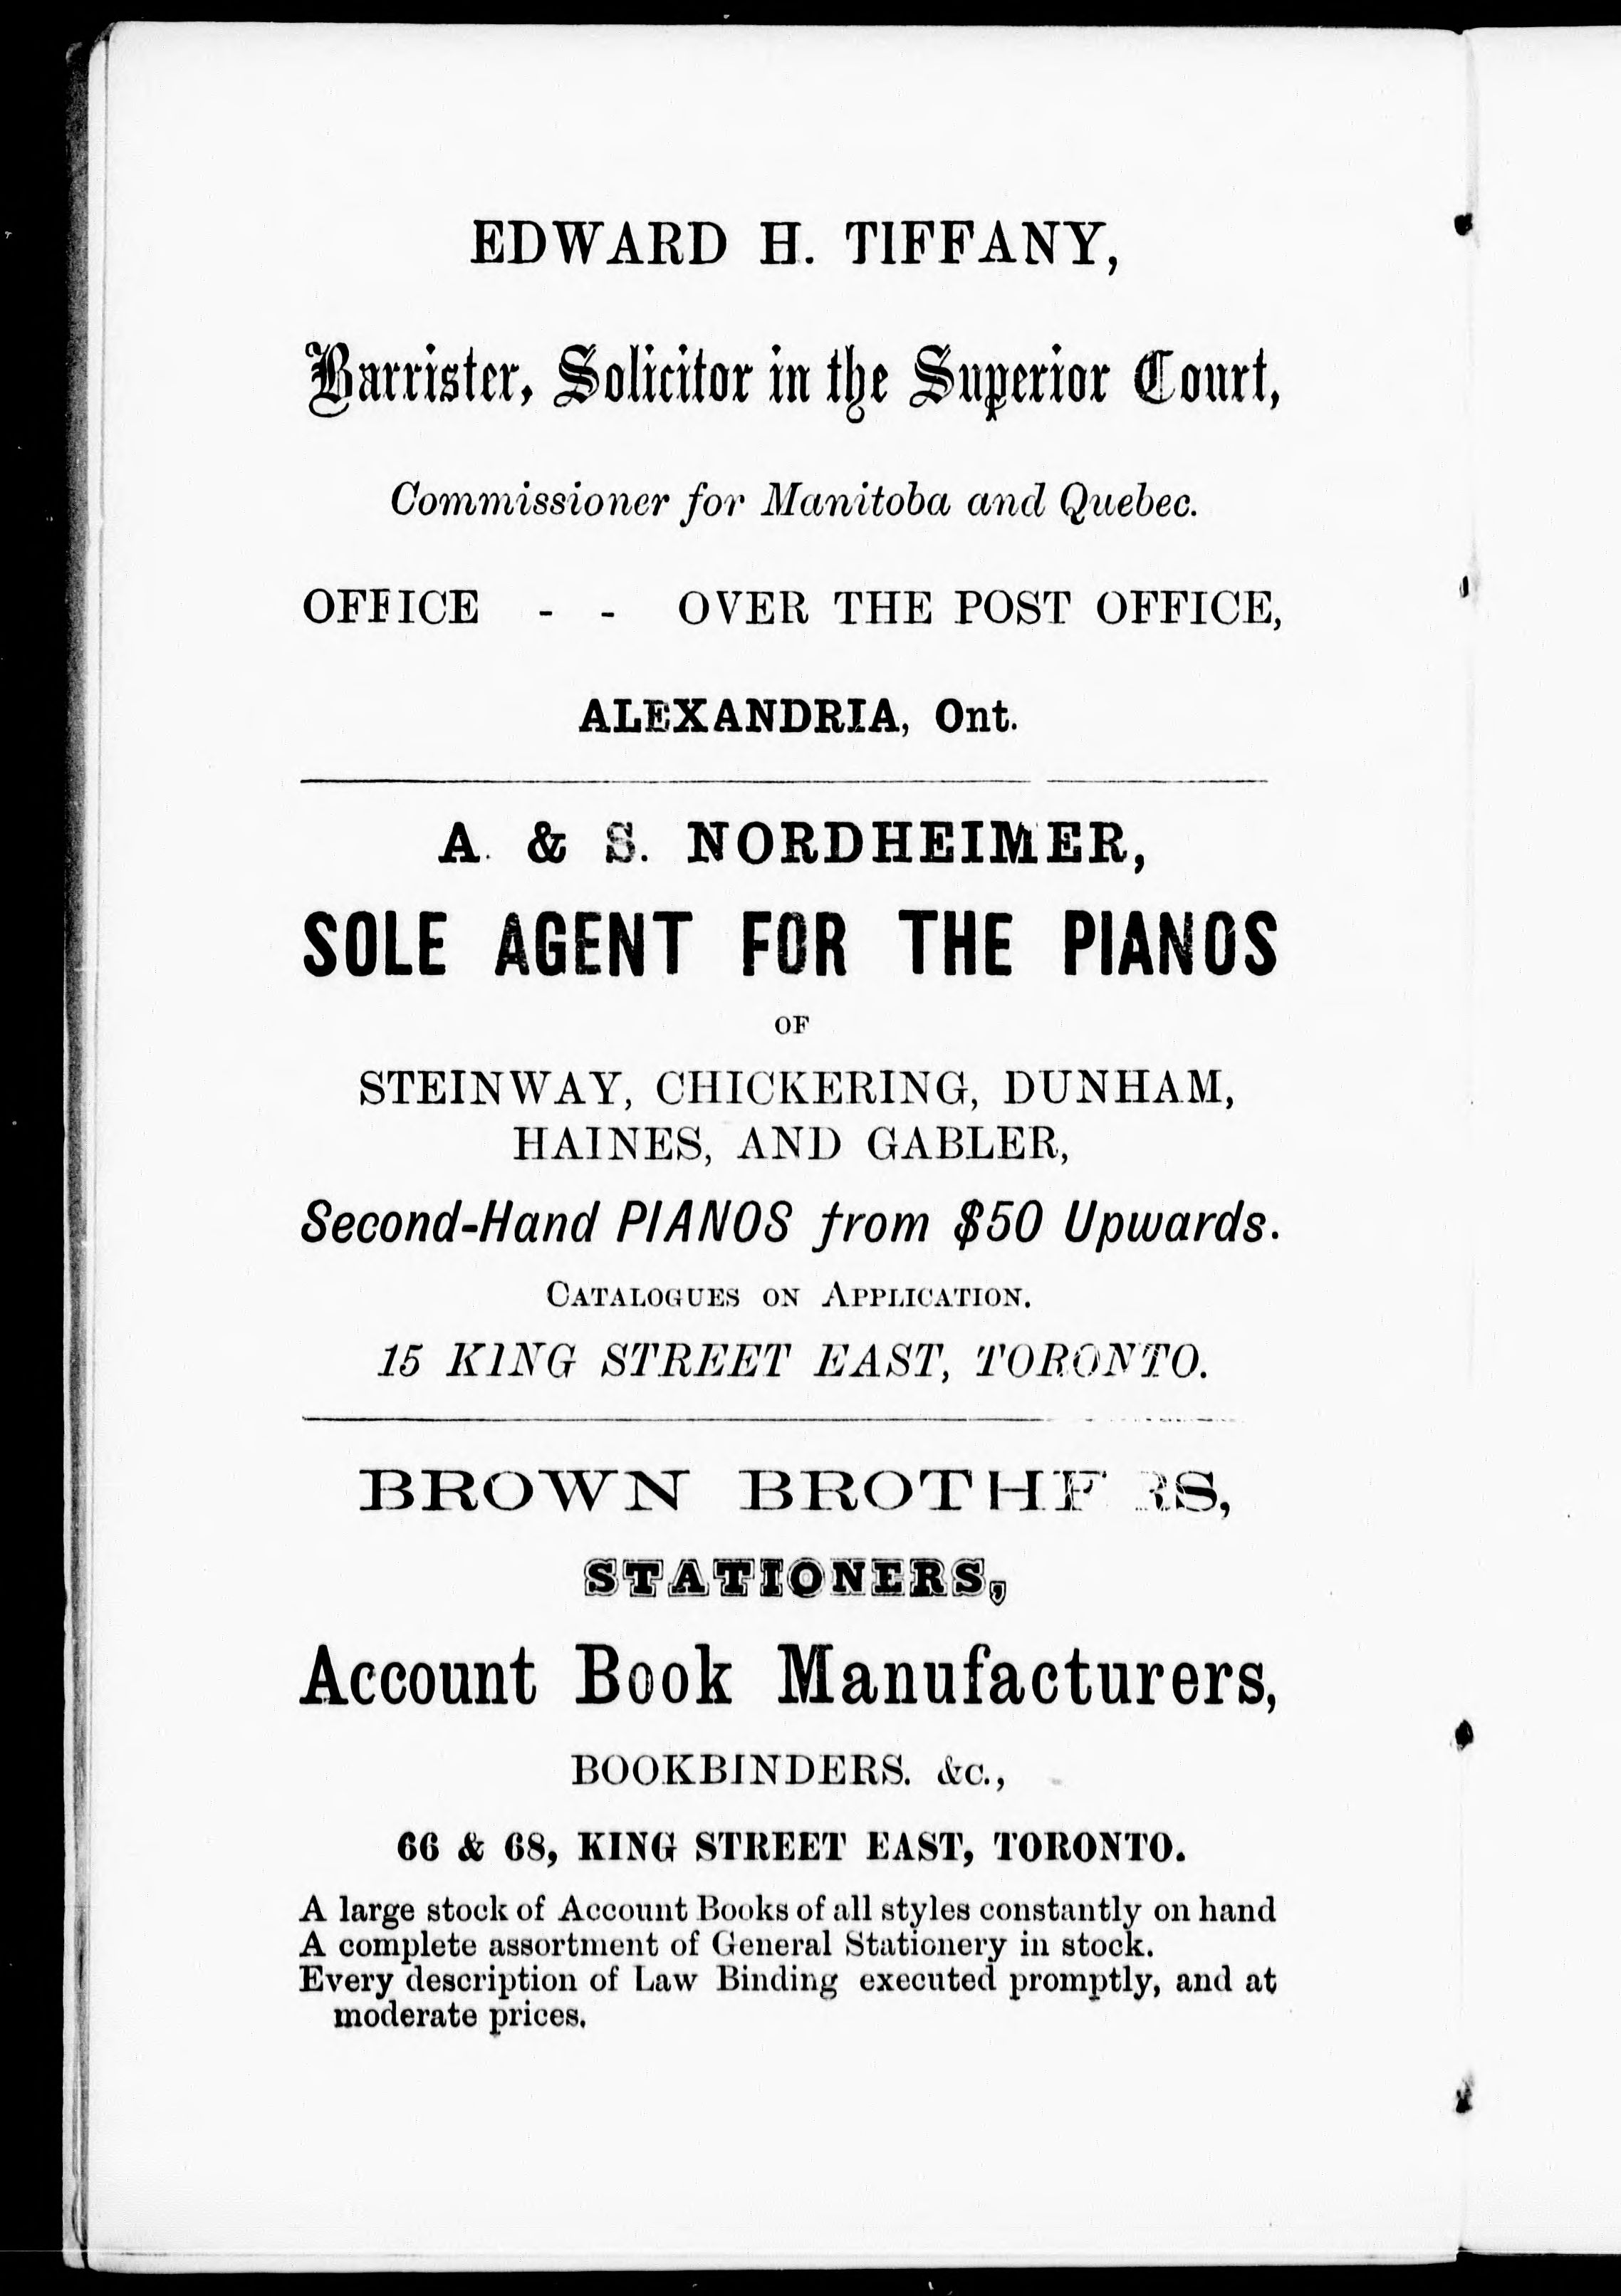 EDWARD H. TIFFANY,
Barrister, Solicitor in the Superior Court,
Commissioner for Manitoba and Quebec.
OFFICE - - OVER THE POST OFFICE,
ALEXANDRIA, Ont.
A. & S. NORDHEIMER,
SOLE AGENT FOR THE PIANOS
OF
STEINWAY, CHICKERING, DUNHAM,
HAINES, AND GABLER,
Second-Hand PIANOS from $50 Upwards.
CATALOGUES ON APPLICATION.
15 KING STREET EAST, TORONTO.
BROWN BROTHERS,
STATIONERS,
Account Book Manufacturers,
BOOKBINDERS. &c.,
66 & 68, KING STREET EAST, TORONTO.
A large stock of Account Books of all styles constantly on hand
A complete assortment of General Stationery in stock.
Every description of Law Binding executed promptly, and at
moderate prices.